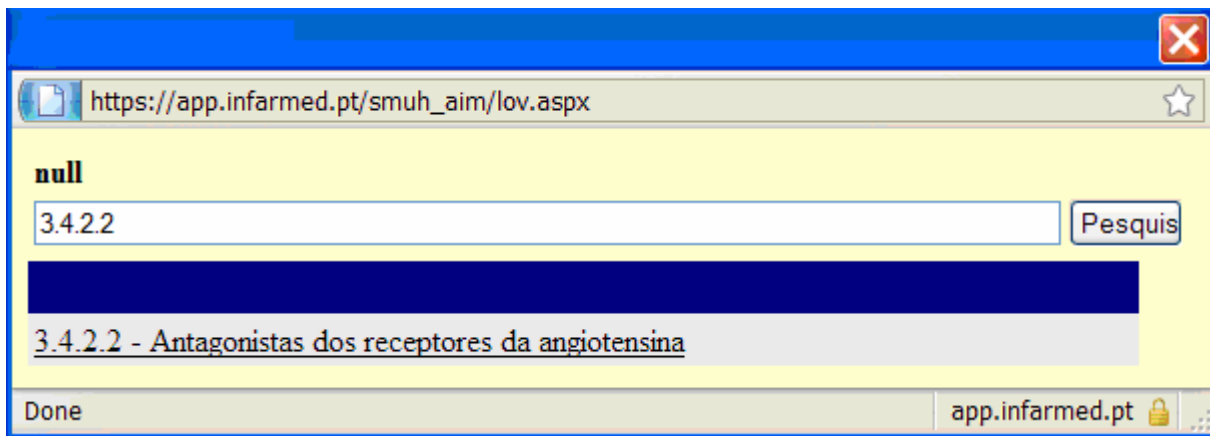 https://app.infarmed.pt/smuh_aim/lov.aspx
null
3.4.2.2
Pesquis
3.4.2.2 - Antagonistas dos receptores da angiotensina
Done
app.infarmed.pt